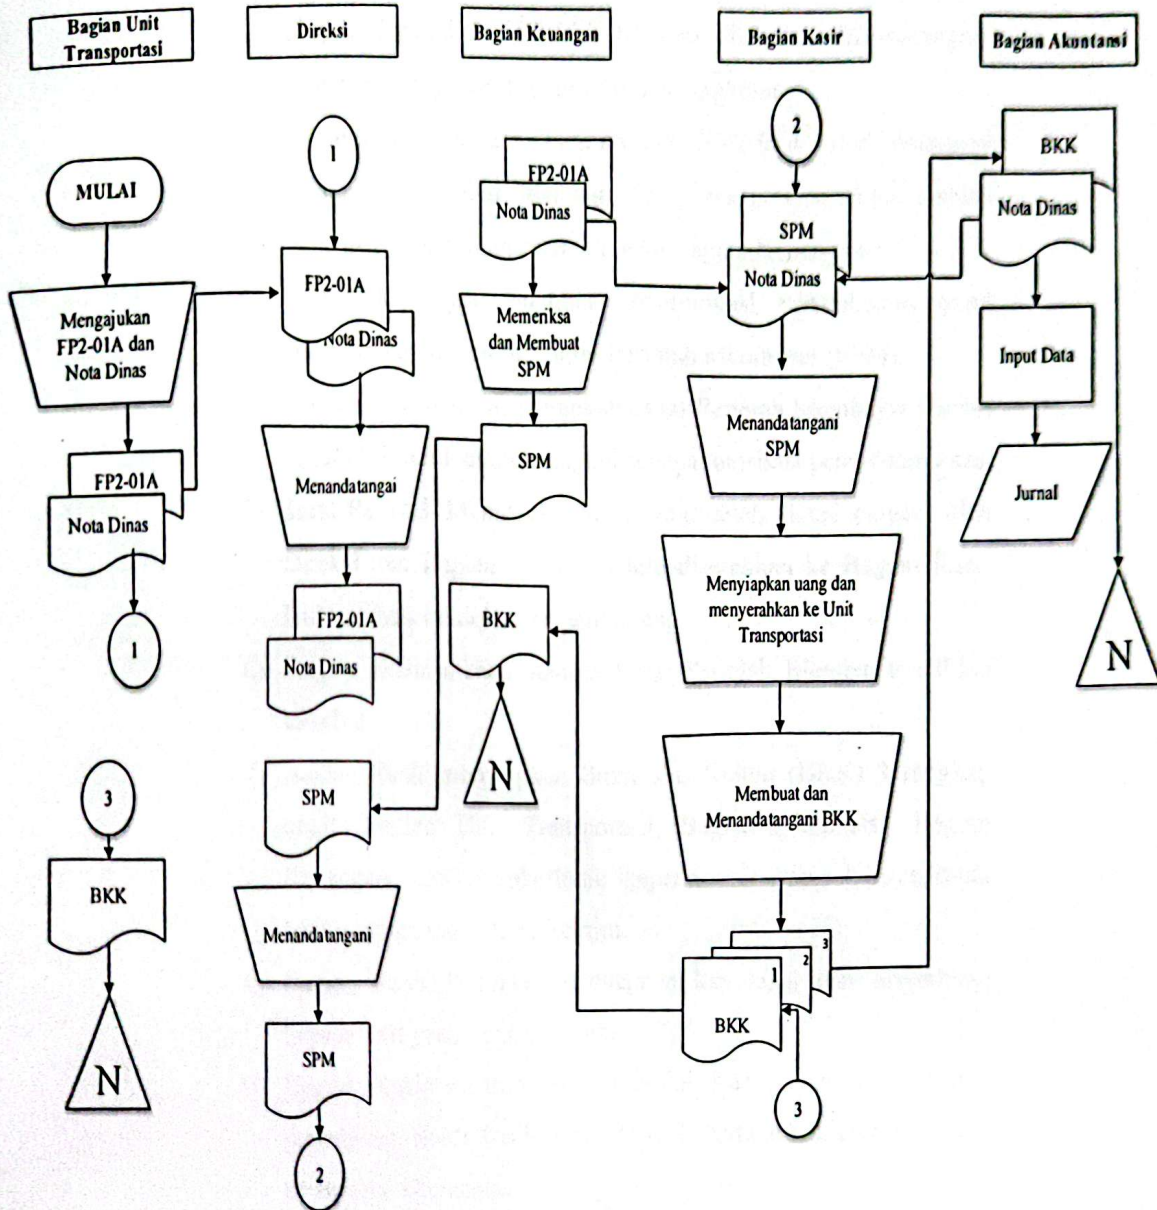 Bagian Unit
Transportasi
Direksi
Bagian Keuangan
Bagian Kasir
Bagian Akuntansi
MULAI
Mengajukan
FP2-01A dan
Nota Dinas
FP2-01A
Nota Dinas
1
3
BKK
N
1
FP2-01A
Nota Dinas
Menandatangai
FP2-01A
Nota Dinas
SPM
Menandatangani
SPM
2
FP2-01A
Nota Dinas
Memeriksa
dan Membuat
SPM
SPM
BKK
N
2
SPM
Nota Dinas
Menandatangani
SPM
Menyiapkan uang dan
menyerahkan ke Unit
Transportasi
Membuat dan
Menandatangani BKK
3
2
1
BKK
3
BKK
Nota Dinas
Input Data
Jurnal
N